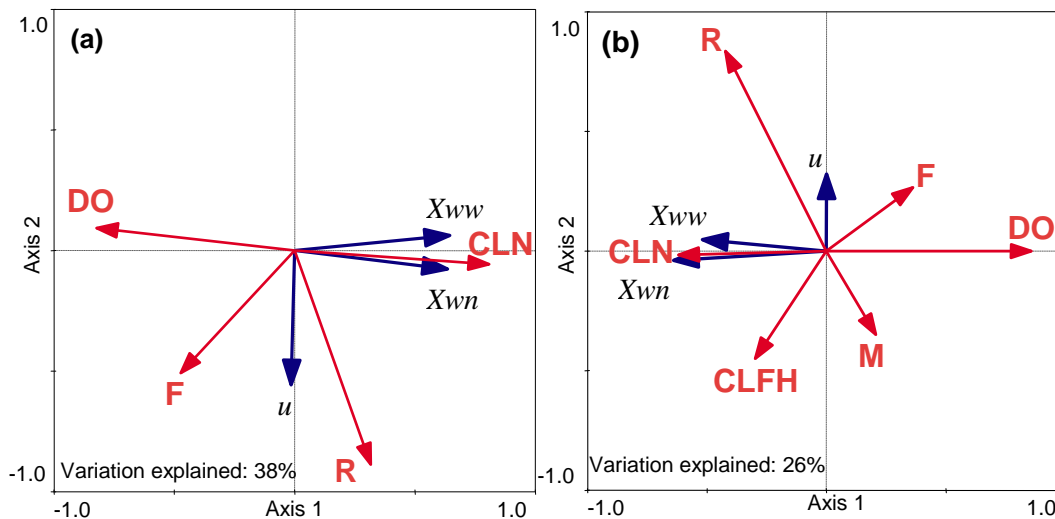 1.0
(a)
DO
Xww
CLN
Xwn
Axis 2
F
u
R
-1.0
Variation explained: 38%
-1.0
Axis 1
1.0
1.0
(b)
R
u
F
Xww
DO
CLN
Xwn
Axis 2
M
CLFH
-1.0
Variation explained: 26%
-1.0
Axis 1
1.0